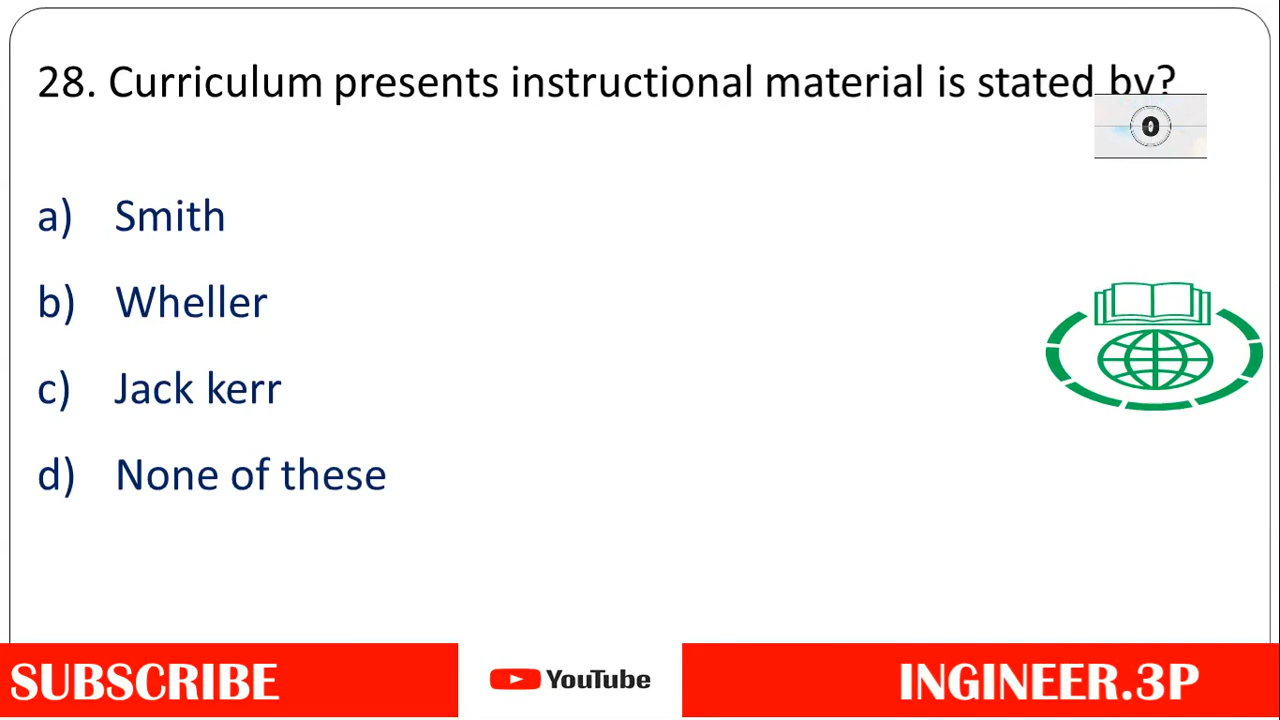 28. Curriculum presents instructional material is stated by?
0
a) Smith
b) Wheller
c) Jack kerr
d) None of these
SUBSCRIBE YouTube INGINEER.3P